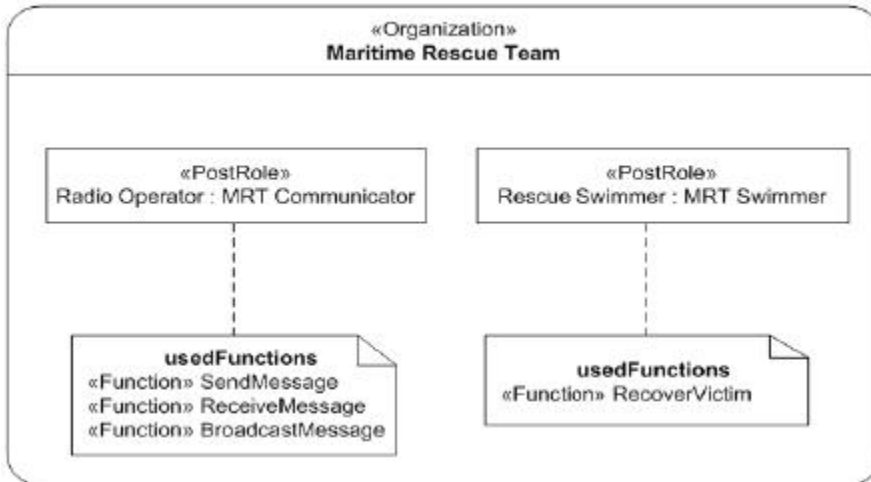 «Organization»
Maritime Rescue Team
«PostRole»
Radio Operator : MRT Communicator
«PostRole»
Rescue Swimmer : MRT Swimmer
usedFunctions
«Function» SendMessage
«Function» ReceiveMessage
«Function» BroadcastMessage
usedFunctions
«Function» RecoverVictim